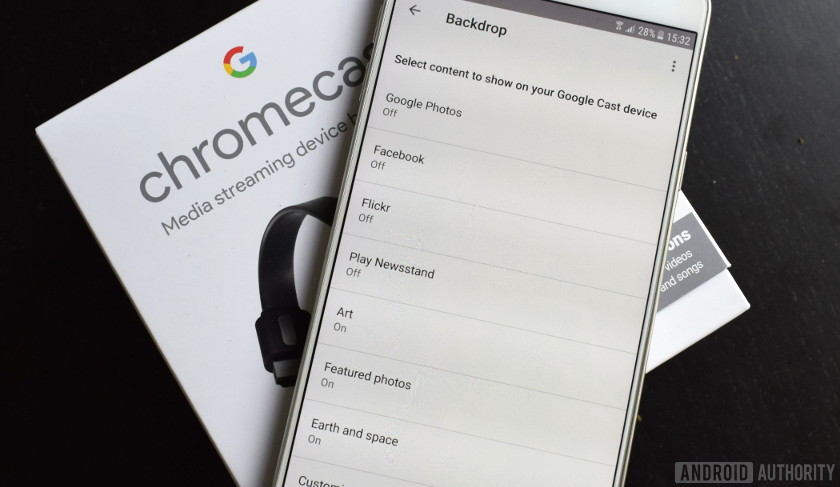 chromecas
Media streaming device
28%
15:32
Backdrop
Select content to show on your Google Cast device
Google Photos
Off
Facebook
Off
Flickr
Off
Play Newsstand
Off
Art
On
Featured photos
On
Earth and space
On
Custom
ons
videos
and songs
ANDROID AUTHORITY